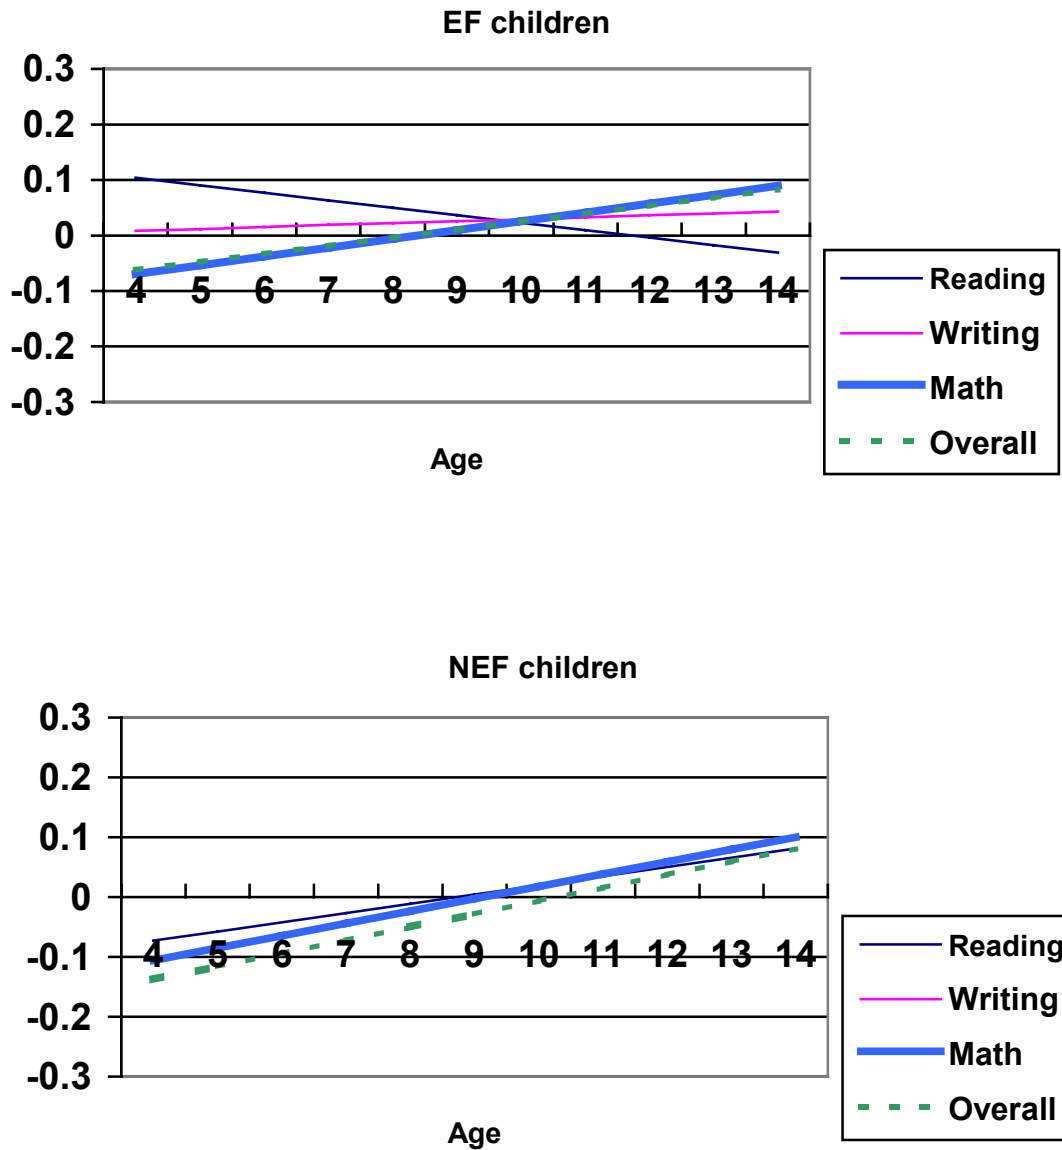 EF children
0.3
0.2
0.1
0
-0.1
-0.2
-0.3
4 5 6 7 8 9 10 11 12 13 14
Age
Reading
Writing
Math
Overall
NEF children
0.3
0.2
0.1
0
-0.1
-0.2
-0.3
4 5 6 7 8 9 10 11 12 13 14
Age
Reading
Writing
Math
Overall